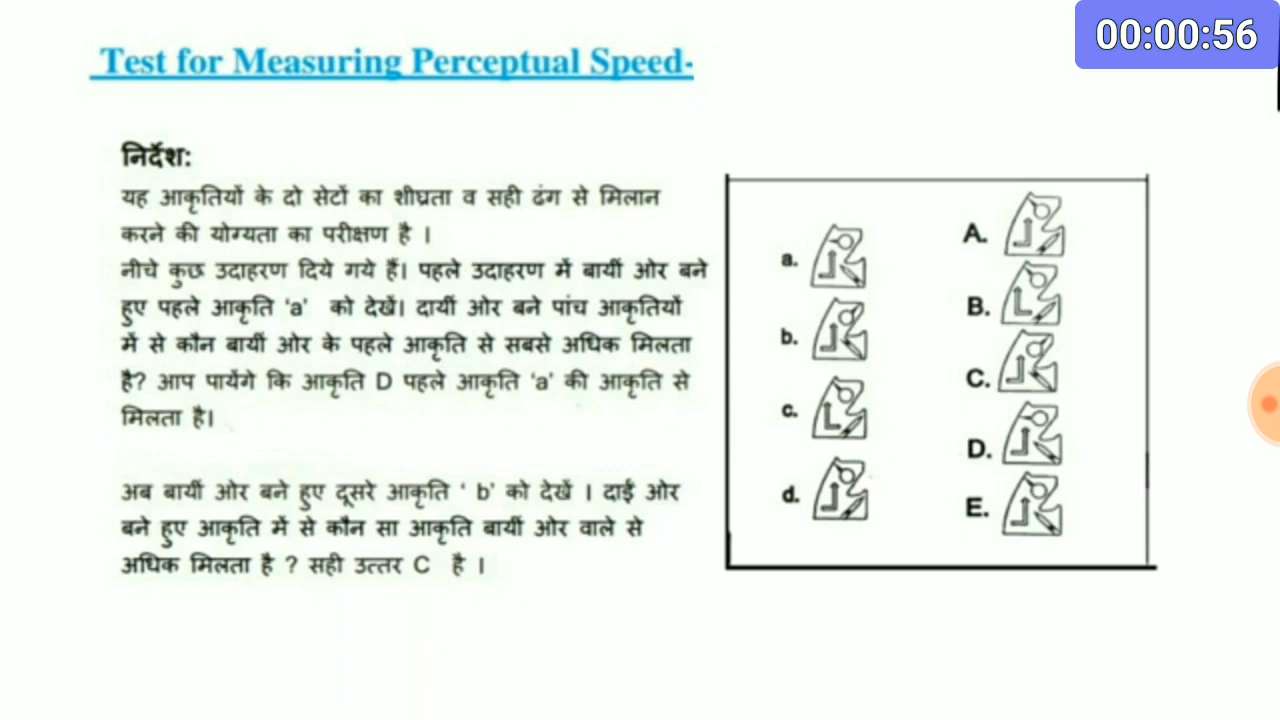 00:00:56
Test for Measuring Perceptual Speed-
निर्देश:
यह आकृतियों के दो सेटों का शीघ्रता व सही ढंग से मिलान
करने की योग्यता का परीक्षण है ।
नीचे कुछ उदाहरण दिये गये हैं। पहले उदाहरण में बायीं ओर बने
हुए पहले आकृति 'a' को देखें। दायीं ओर बने पांच आकृतियों
में से कौन बायीं ओर के पहले आकृति से सबसे अधिक मिलता
है? आप पायेंगे कि आकृति D पहले आकृति 'a' की आकृति से
मिलता है।
अब बायीं ओर बने हुए दूसरे आकृति ' b' को देखें । दाई ओर
बने हुए आकृति में से कौन सा आकृति बायीं ओर वाले से
अधिक मिलता है ? सही उत्तर C है ।
a.
b.
c.
d.
A.
B.
C.
D.
E.